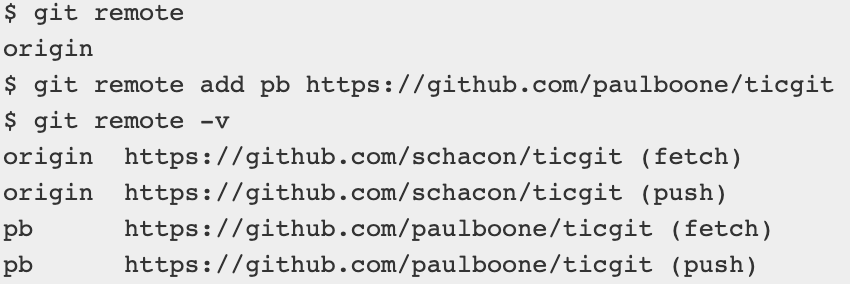 $ git remote
origin
$ git remote add pb https://github.com/paulboone/ticgit
$ git remote -v
origin  https://github.com/schacon/ticgit (fetch)
origin  https://github.com/schacon/ticgit (push)
pb      https://github.com/paulboone/ticgit (fetch)
pb      https://github.com/paulboone/ticgit (push)